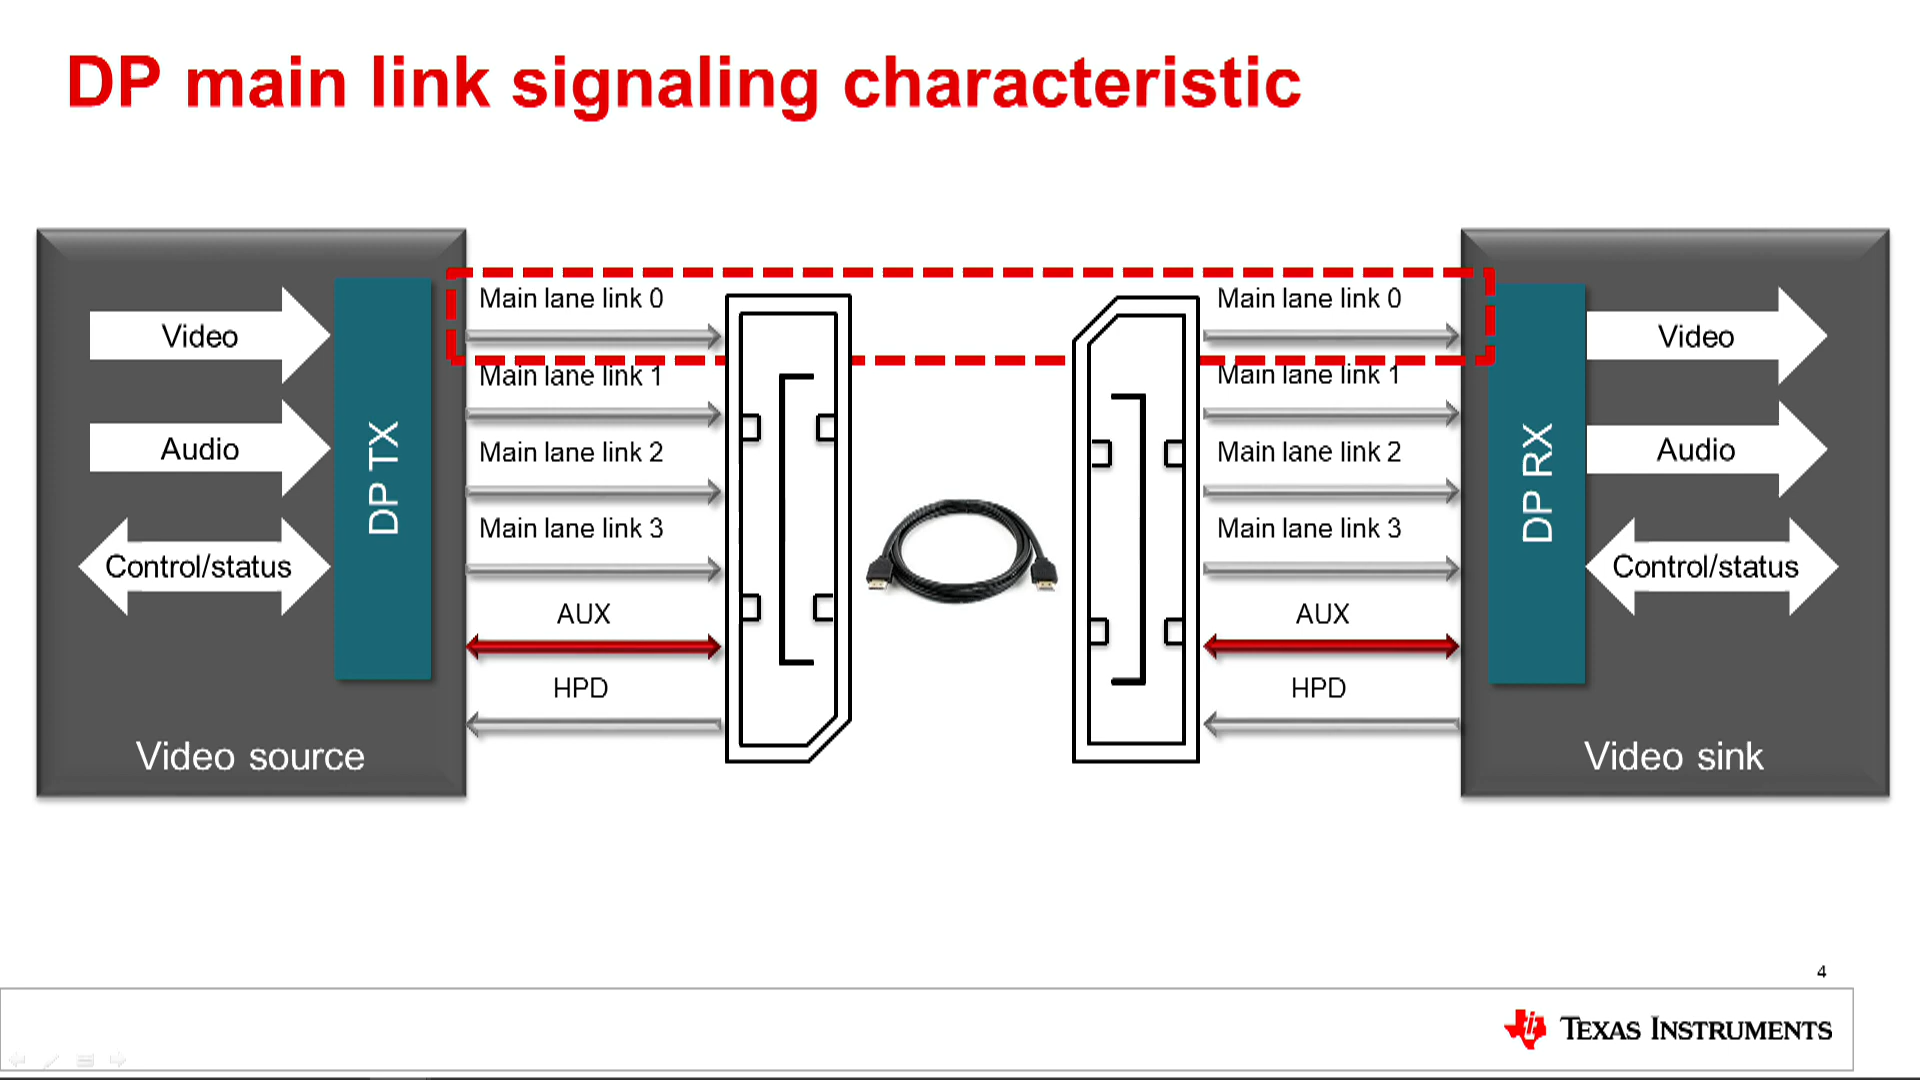 DP main link signaling characteristic
Main lane link 0
Main lane link 0
Video
Video
Main lane link 1
Main lane link 1
Audio
Audio
Main lane link 2
Main lane link 2
DP TX
DP RX
Main lane link 3
Main lane link 3
Control/status
Control/status
AUX
AUX
HPD
HPD
Video source
Video sink
4
TEXAS INSTRUMENTS